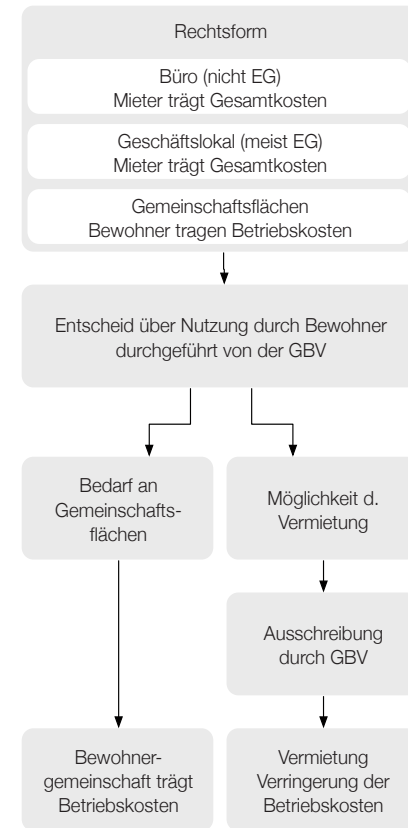 Rechtsform
Büro (nicht EG)
Mieter trägt Gesamtkosten
Geschäftslokal (meist EG)
Mieter trägt Gesamtkosten
Gemeinschaftsflächen
Bewohner tragen Betriebskosten
Entscheid über Nutzung durch Bewohner
durchgeführt von der GBV
Bedarf an
Gemeinschafts-
flächen
Möglichkeit d.
Vermietung
Ausschreibung
durch GBV
Bewohner-
gemeinschaft trägt
Betriebskosten
Vermietung
Verringerung der
Betriebskosten